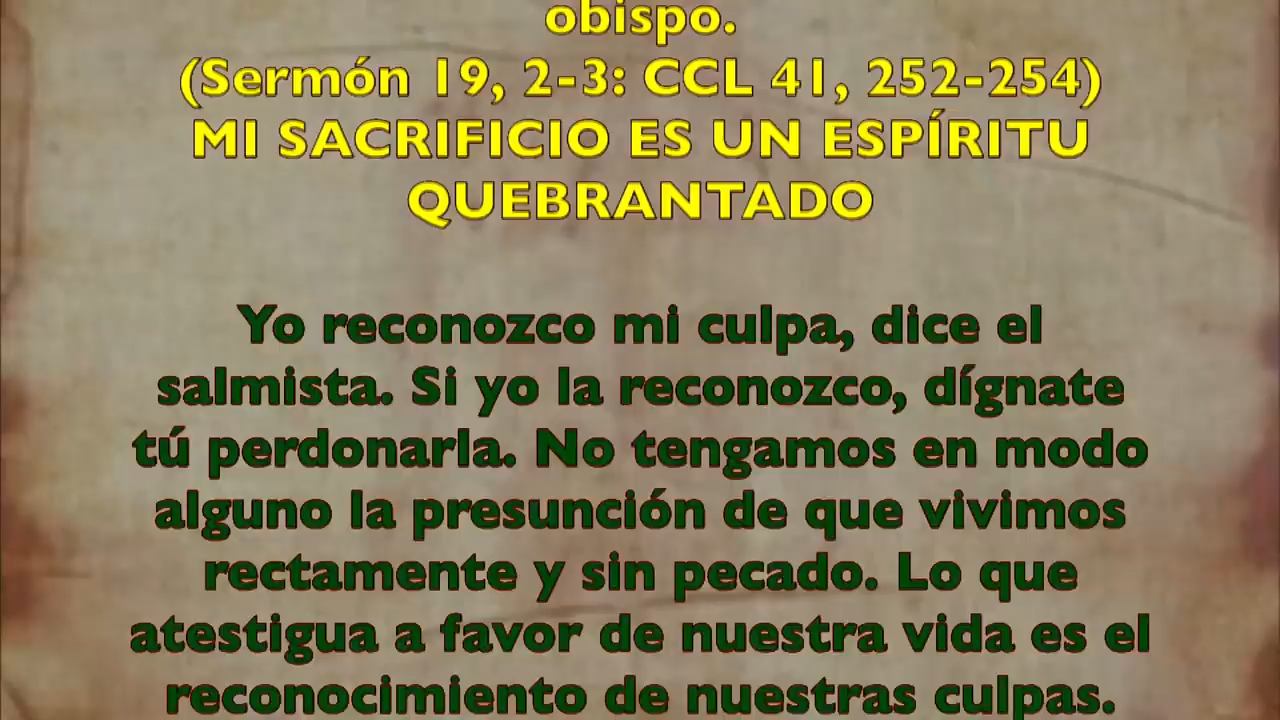 obispo.
(Sermón 19, 2-3: CCL 41, 252-254)
MI SACRIFICIO ES UN ESPÍRITU
QUEBRANTADO
Yo reconozco mi culpa, dice el
salmista. Si yo la reconozco, dígnate
tú perdonarla. No tengamos en modo
alguno la presunción de que vivimos
rectamente y sin pecado. Lo que
atestigua a favor de nuestra vida es el
reconocimiento de nuestras culpas.